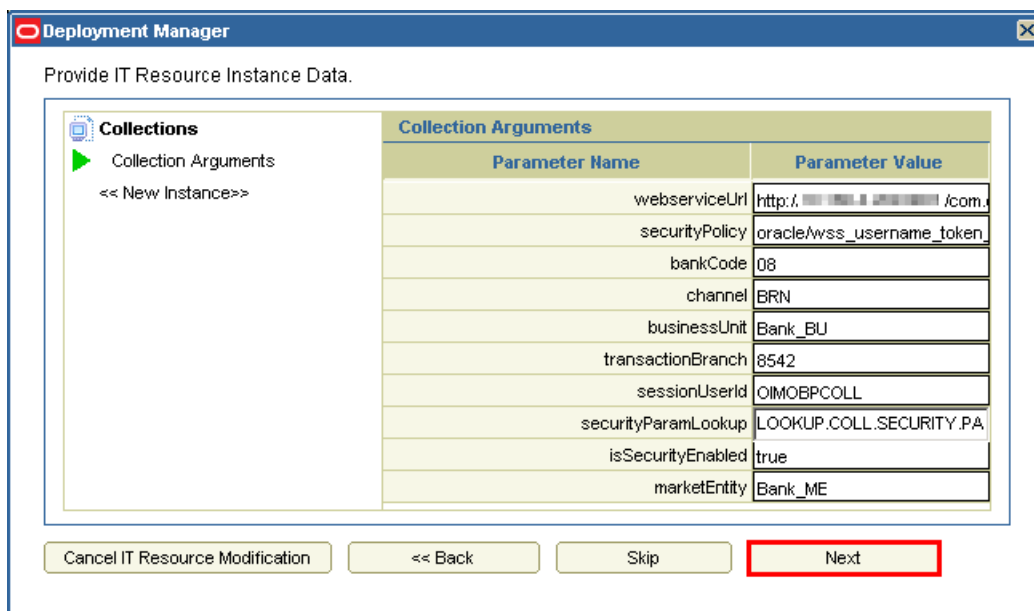 Deployment Manager
Provide IT Resource Instance Data.
Collections
Collection Arguments
<< New Instance>>
Collection Arguments
Parameter Name Parameter Value
webserviceUrl http:/. /com.
securityPolicy oracle/wss_username_token_
bankCode 08
channel BRN
businessUnit Bank_BU
transactionBranch 8542
sessionUserId OIMOBPCOLL
securityParamLookup LOOKUP.COLL.SECURITY.PA
isSecurityEnabled true
marketEntity Bank_ME
Cancel IT Resource Modification << Back Skip Next